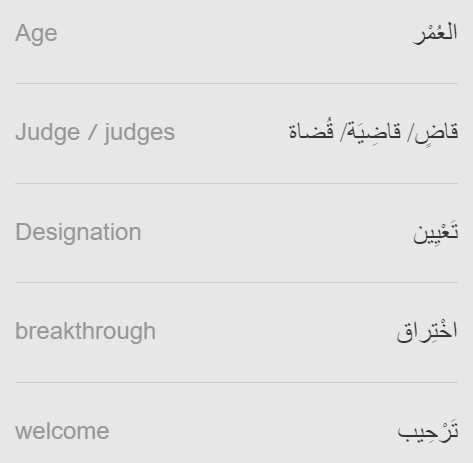 Age العُمْر
Judge / judges قاضٍ/ قاضِيَة/ قُضاة
Designation تَعْيِين
breakthrough اخْتِراق
welcome تَرْحِيب